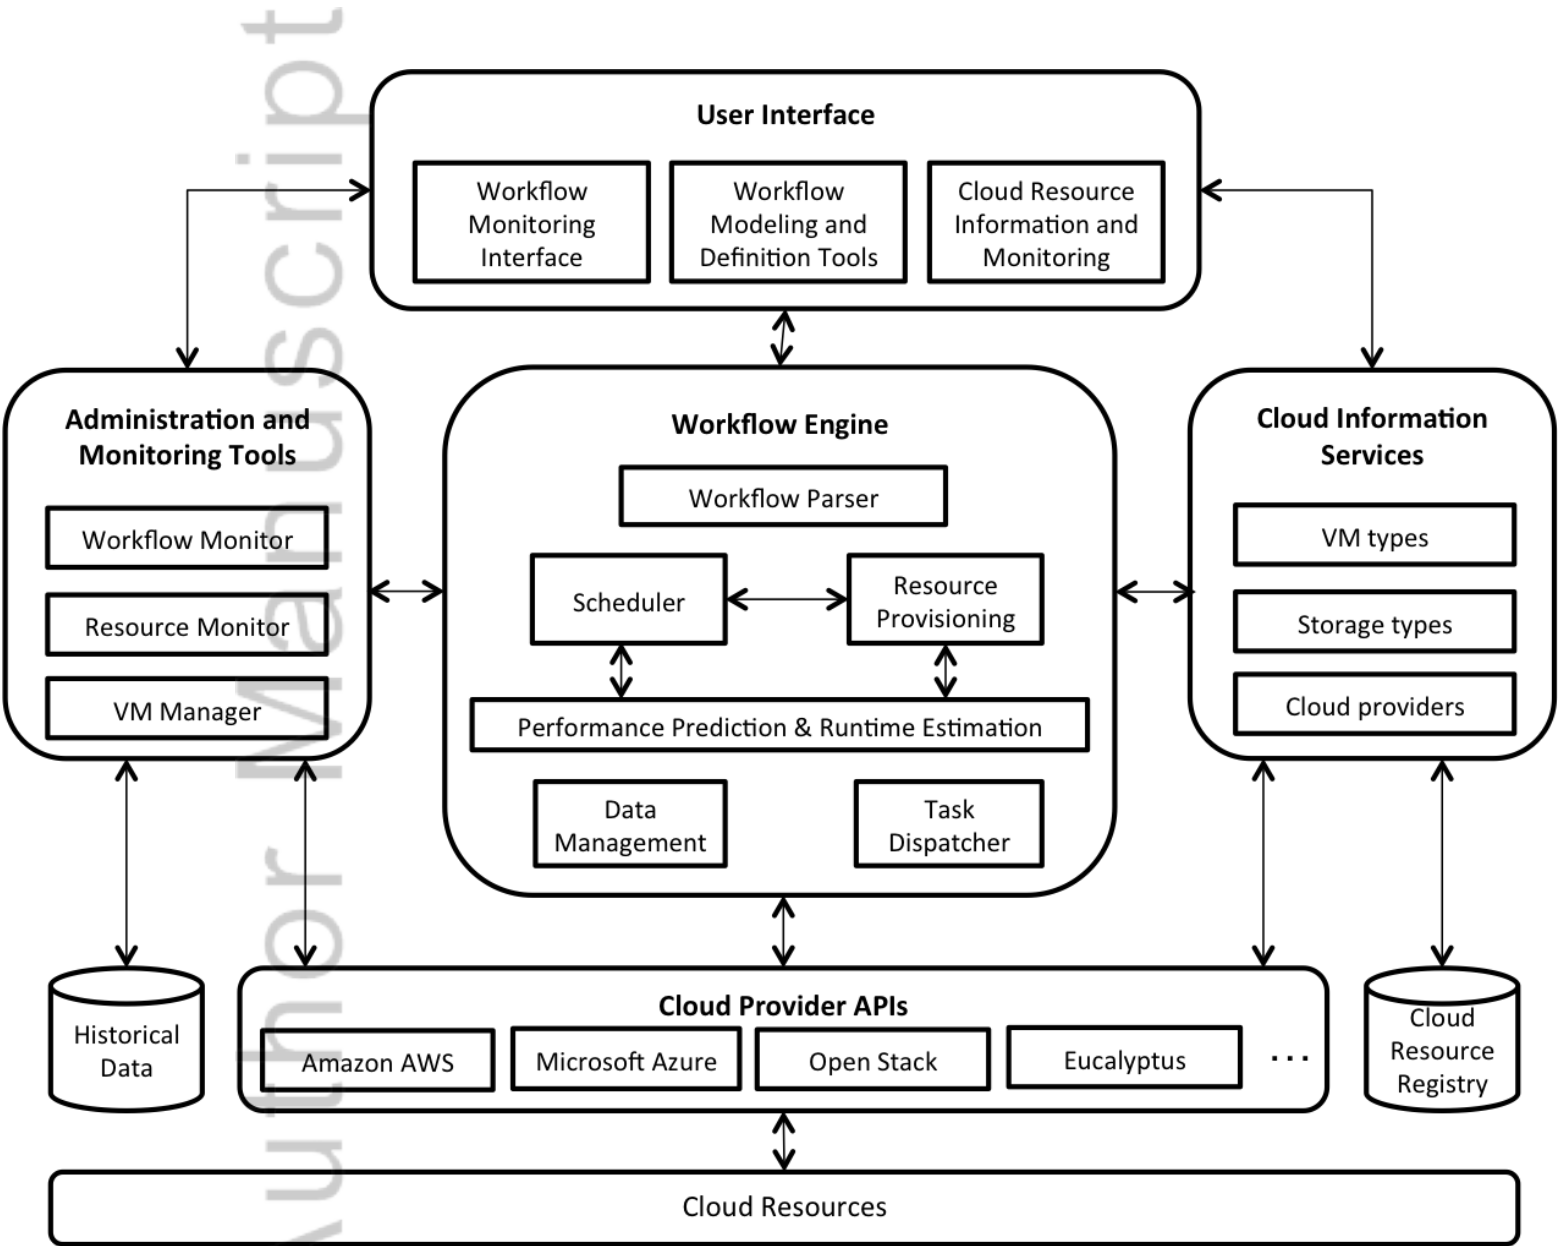 Author Manuscript
User Interface
Workflow
Monitoring
Interface
Workflow
Modeling and
Definition Tools
Cloud Resource
Information and
Monitoring
Administration and
Monitoring Tools
Workflow Monitor
Resource Monitor
VM Manager
Workflow Engine
Workflow Parser
Scheduler
Resource
Provisioning
Performance Prediction & Runtime Estimation
Data
Management
Task
Dispatcher
Cloud Information
Services
VM types
Storage types
Cloud providers
Historical
Data
Cloud Provider APIs
Amazon AWS
Microsoft Azure
Open Stack
Eucalyptus
...
Cloud
Resource
Registry
Cloud Resources